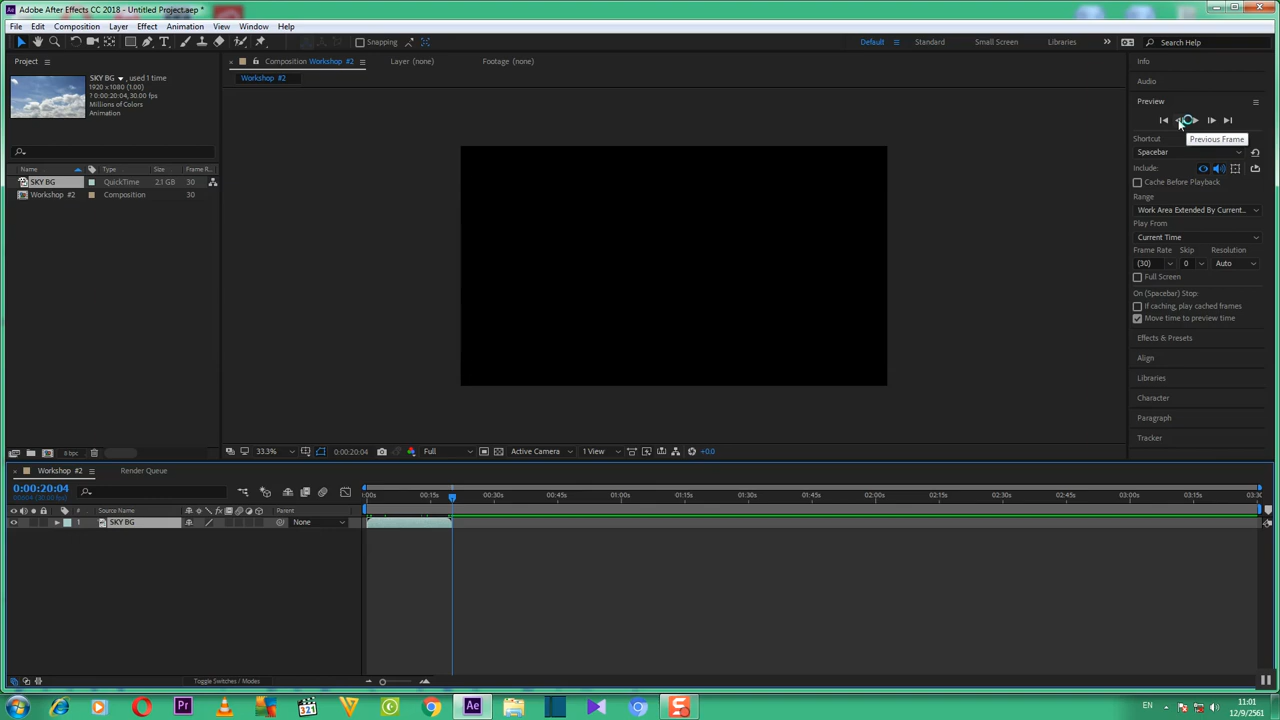 Adobe After Effects CC 2018 - Untitled Project.aep *
File Edit Composition Layer Effect Animation View Window Help
Snapping
Default Standard Small Screen Libraries Search Help
Project
SKY BG , used 1 time
1920 x 1080 (1.00)
Δ 0:00:20:04, 30.00 fps
Millions of Colors
Animation
Name Type Size Frame R...
SKY BG QuickTime 2.1 GB 30
Workshop #2 Composition 30
8 bpc
Composition Workshop #2
Layer (none)
Footage (none)
Workshop #2
33.3% 0:00:20:04 Full Active Camera 1 View +0.0
Info
Audio
Preview
Previous Frame
Shortcut
Spacebar
Include:
Cache Before Playback
Range
Work Area Extended By Current...
Play From
Current Time
Frame Rate Skip Resolution
(30) 0 Auto
Full Screen
On (Spacebar) Stop:
If caching, play cached frames
Move time to preview time
Effects & Presets
Align
Libraries
Character
Paragraph
Tracker
Workshop #2 Render Queue
0:00:20:04
00604 (30.00 fps)
:00s 00:15s 00:30s 00:45s 01:00s 01:15s 01:30s 01:45s 02:00s 02:15s 02:30s 02:45s 03:00s 03:15s 03:30
# Source Name Parent
1 SKY BG None
Toggle Switches / Modes
EN 11:01
12/9/2561